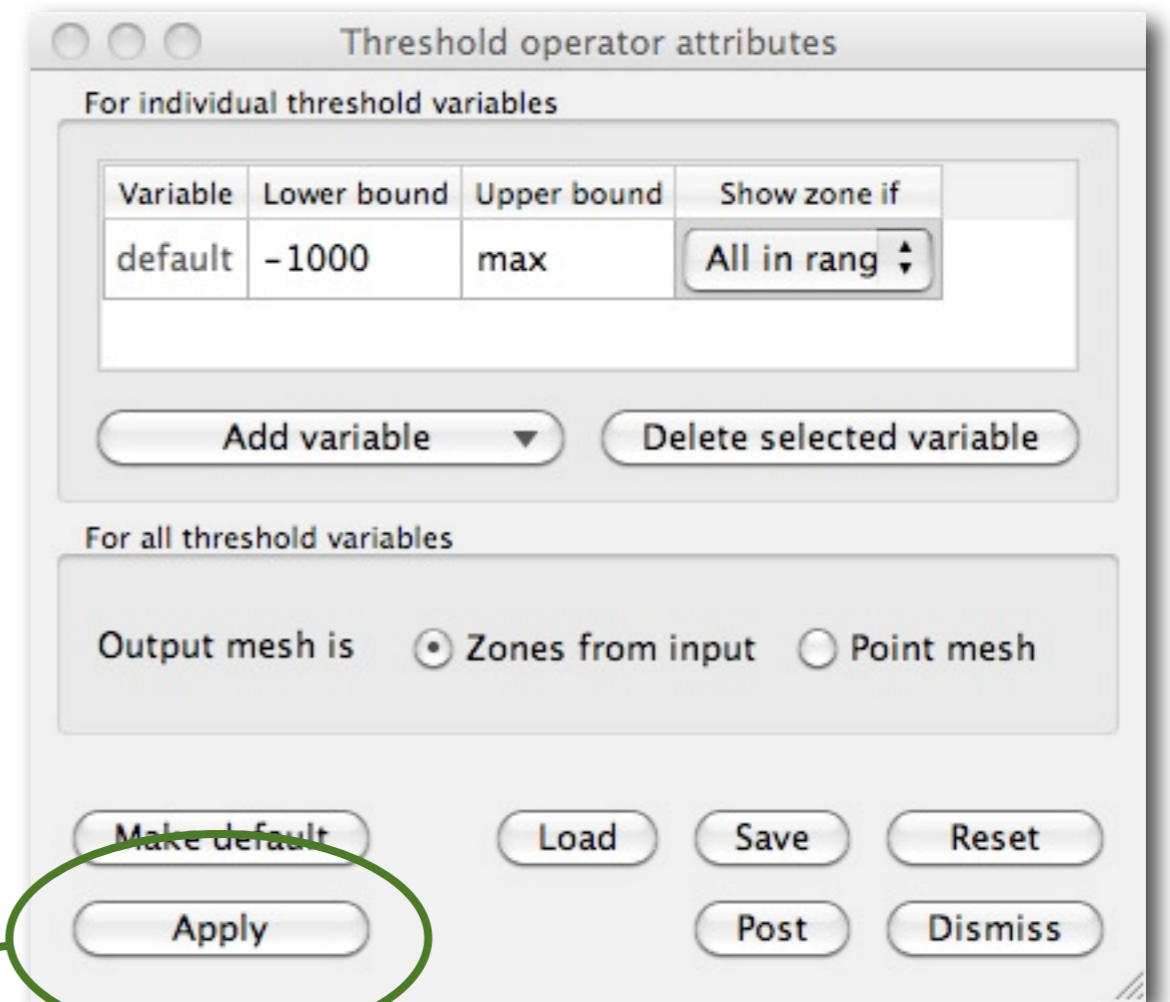 Threshold operator attributes
For individual threshold variables
Variable Lower bound Upper bound Show zone if
default -1000 max All in rang
Add variable Delete selected variable
For all threshold variables
Output mesh is Zones from input Point mesh
Make default Load Save Reset
Apply Post Dismiss